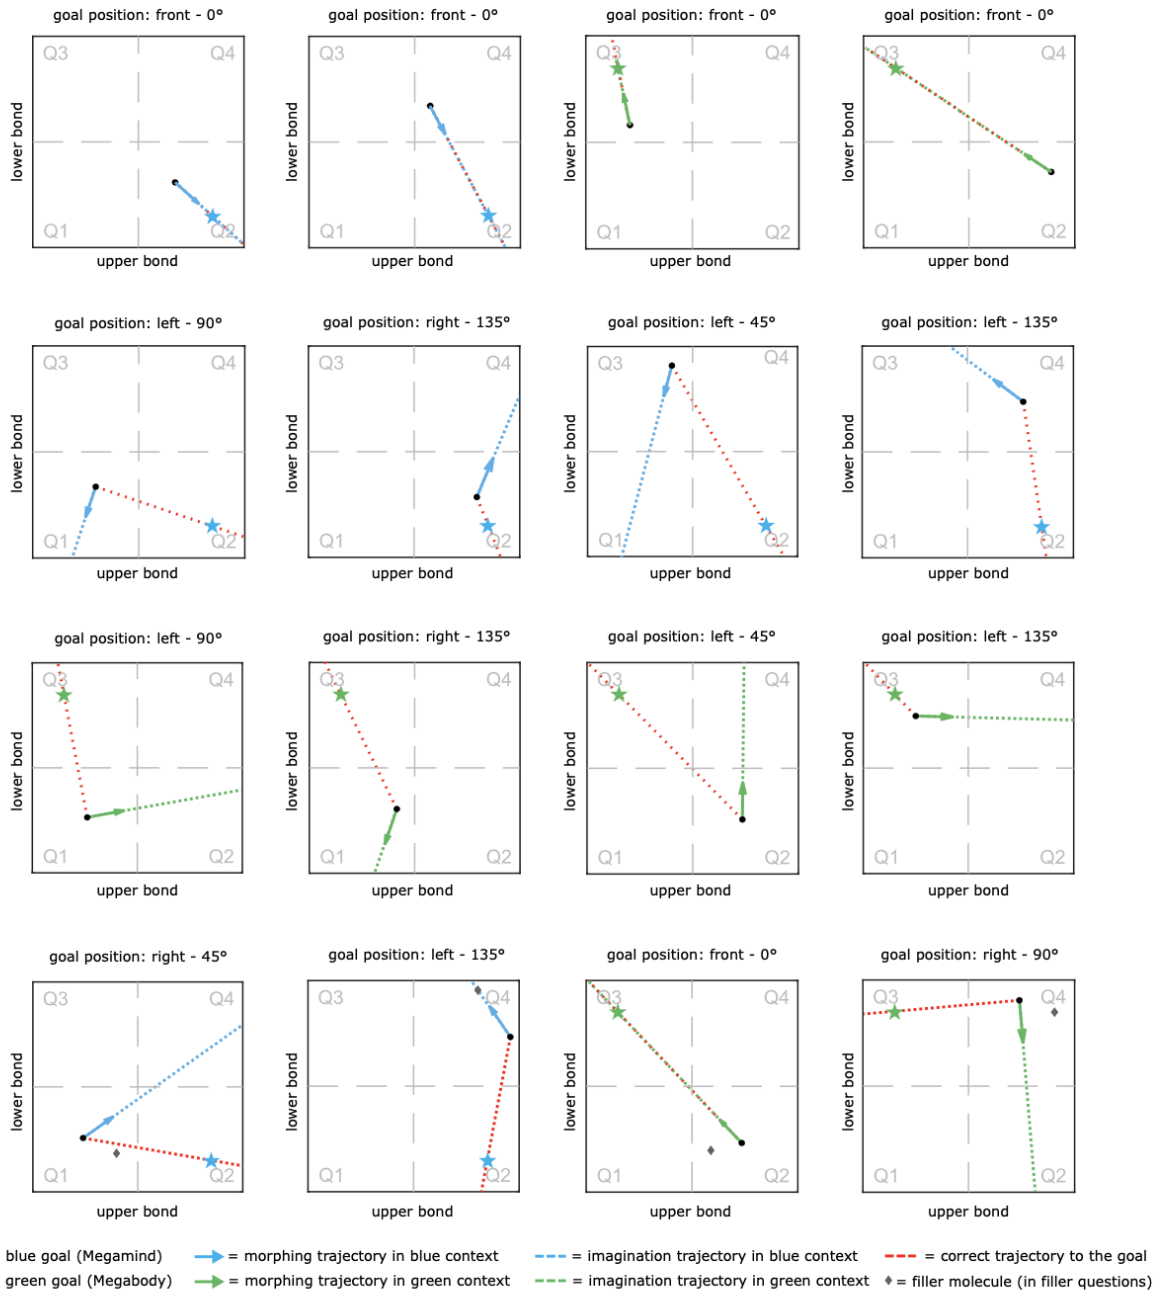 goal position: front - 0° goal position: front - 0° goal position: front - 0° goal position: front - 0°
Q3 Q4 Q3 Q4 Q3 Q4 Q3 Q4
lower bond lower bond lower bond lower bond
Q1 Q2 Q1 Q2 Q1 Q2 Q1 Q2
upper bond upper bond upper bond upper bond
goal position: left - 90° goal position: right - 135° goal position: left - 45° goal position: left - 135°
Q3 Q4 Q3 Q4 Q3 Q4 Q3 Q4
lower bond lower bond lower bond lower bond
Q1 Q2 Q1 Q2 Q1 Q2 Q1 Q2
upper bond upper bond upper bond upper bond
goal position: left - 90° goal position: right - 135° goal position: left - 45° goal position: left - 135°
Q3 Q4 Q3 Q4 Q3 Q4 Q3 Q4
lower bond lower bond lower bond lower bond
Q1 Q2 Q1 Q2 Q1 Q2 Q1 Q2
upper bond upper bond upper bond upper bond
goal position: right - 45° goal position: left - 135° goal position: front - 0° goal position: right - 90°
Q3 Q4 Q3 Q4 Q3 Q4 Q3 Q4
lower bond lower bond lower bond lower bond
Q1 Q2 Q1 Q2 Q1 Q2 Q1 Q2
upper bond upper bond upper bond upper bond
blue goal (Megamind) = morphing trajectory in blue context = imagination trajectory in blue context = correct trajectory to the goal
green goal (Megabody) = morphing trajectory in green context = imagination trajectory in green context = filler molecule (in filler questions)